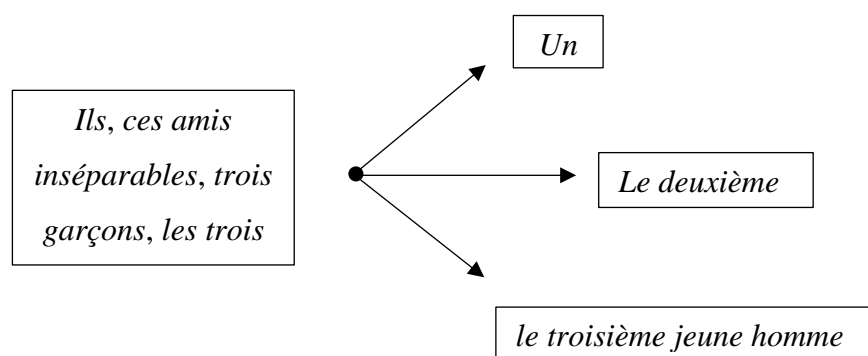 Un
Ils, ces amis
inséparables, trois
garçons, les trois
Le deuxième
le troisième jeune homme